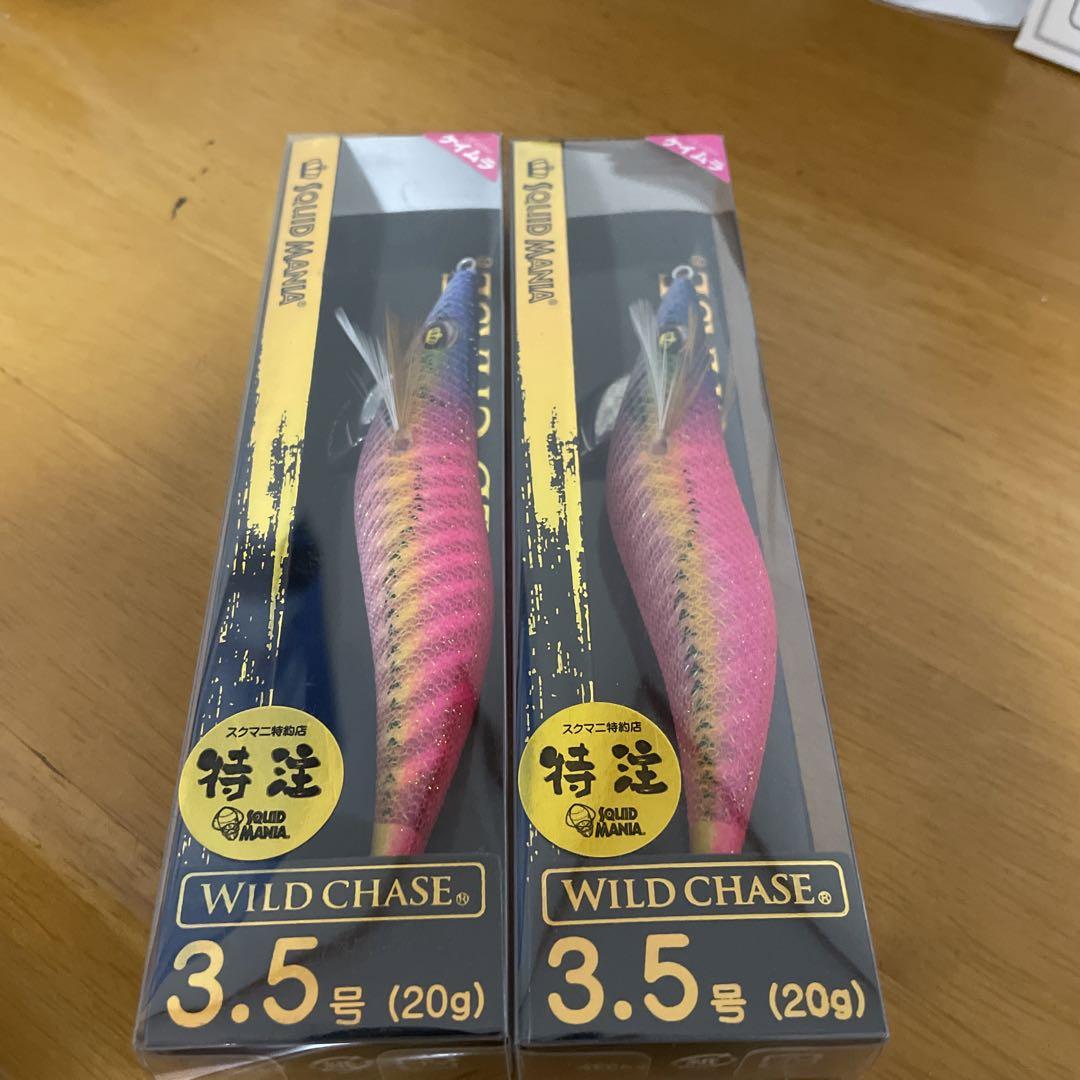 ケイムラ
SQUID MANIA®
スクマニ特約店
特注
SQUID
MANIA
WILD CHASE®
3.5号 (20g)
ケイムラ
SQUID MANIA®
スクマニ特約店
特注
SQUID
MANIA
WILD CHASE®
3.5号 (20g)